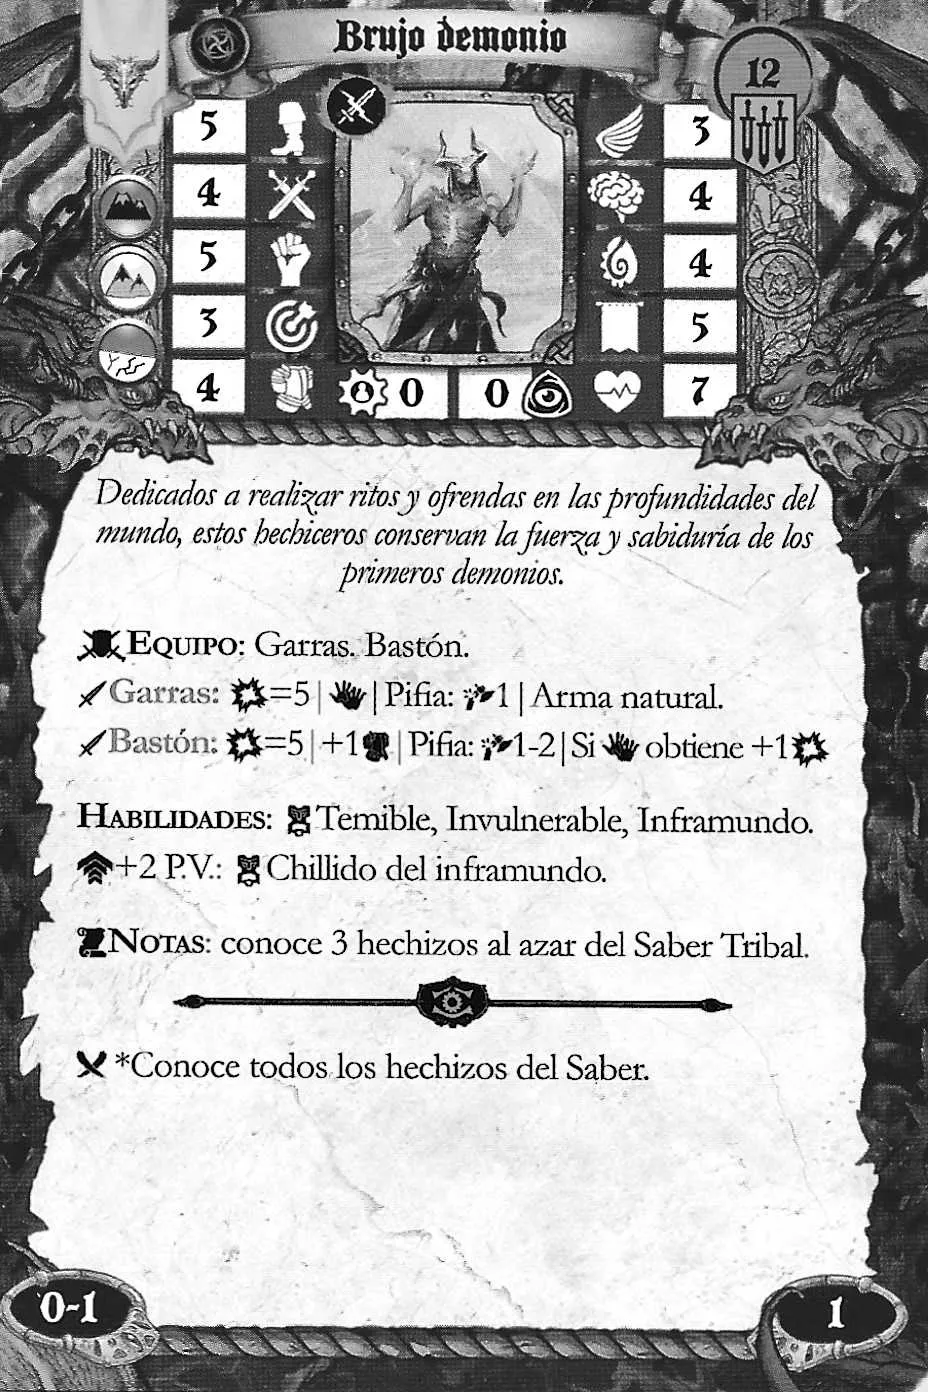 Brujo demonio
12
5
3
4
4
5
4
3
5
4
0
0
7
Dedicados a realizar ritos y ofrendas en las profundidades del
mundo, estos hechiceros conservan la fuerza y sabiduría de los
primeros demonios.
EQUIPO: Garras. Bastón.
Garras: =5 | | Pifia: 1 | Arma natural.
Bastón: =5 | +1 | Pifia: 1-2 | Si obtiene +1
HABILIDADES: Temible, Invulnerable, Inframundo.
+2 P.V.: Chillido del inframundo.
NOTAS: conoce 3 hechizos al azar del Saber Tribal.
*Conoce todos los hechizos del Saber.
0-1
1